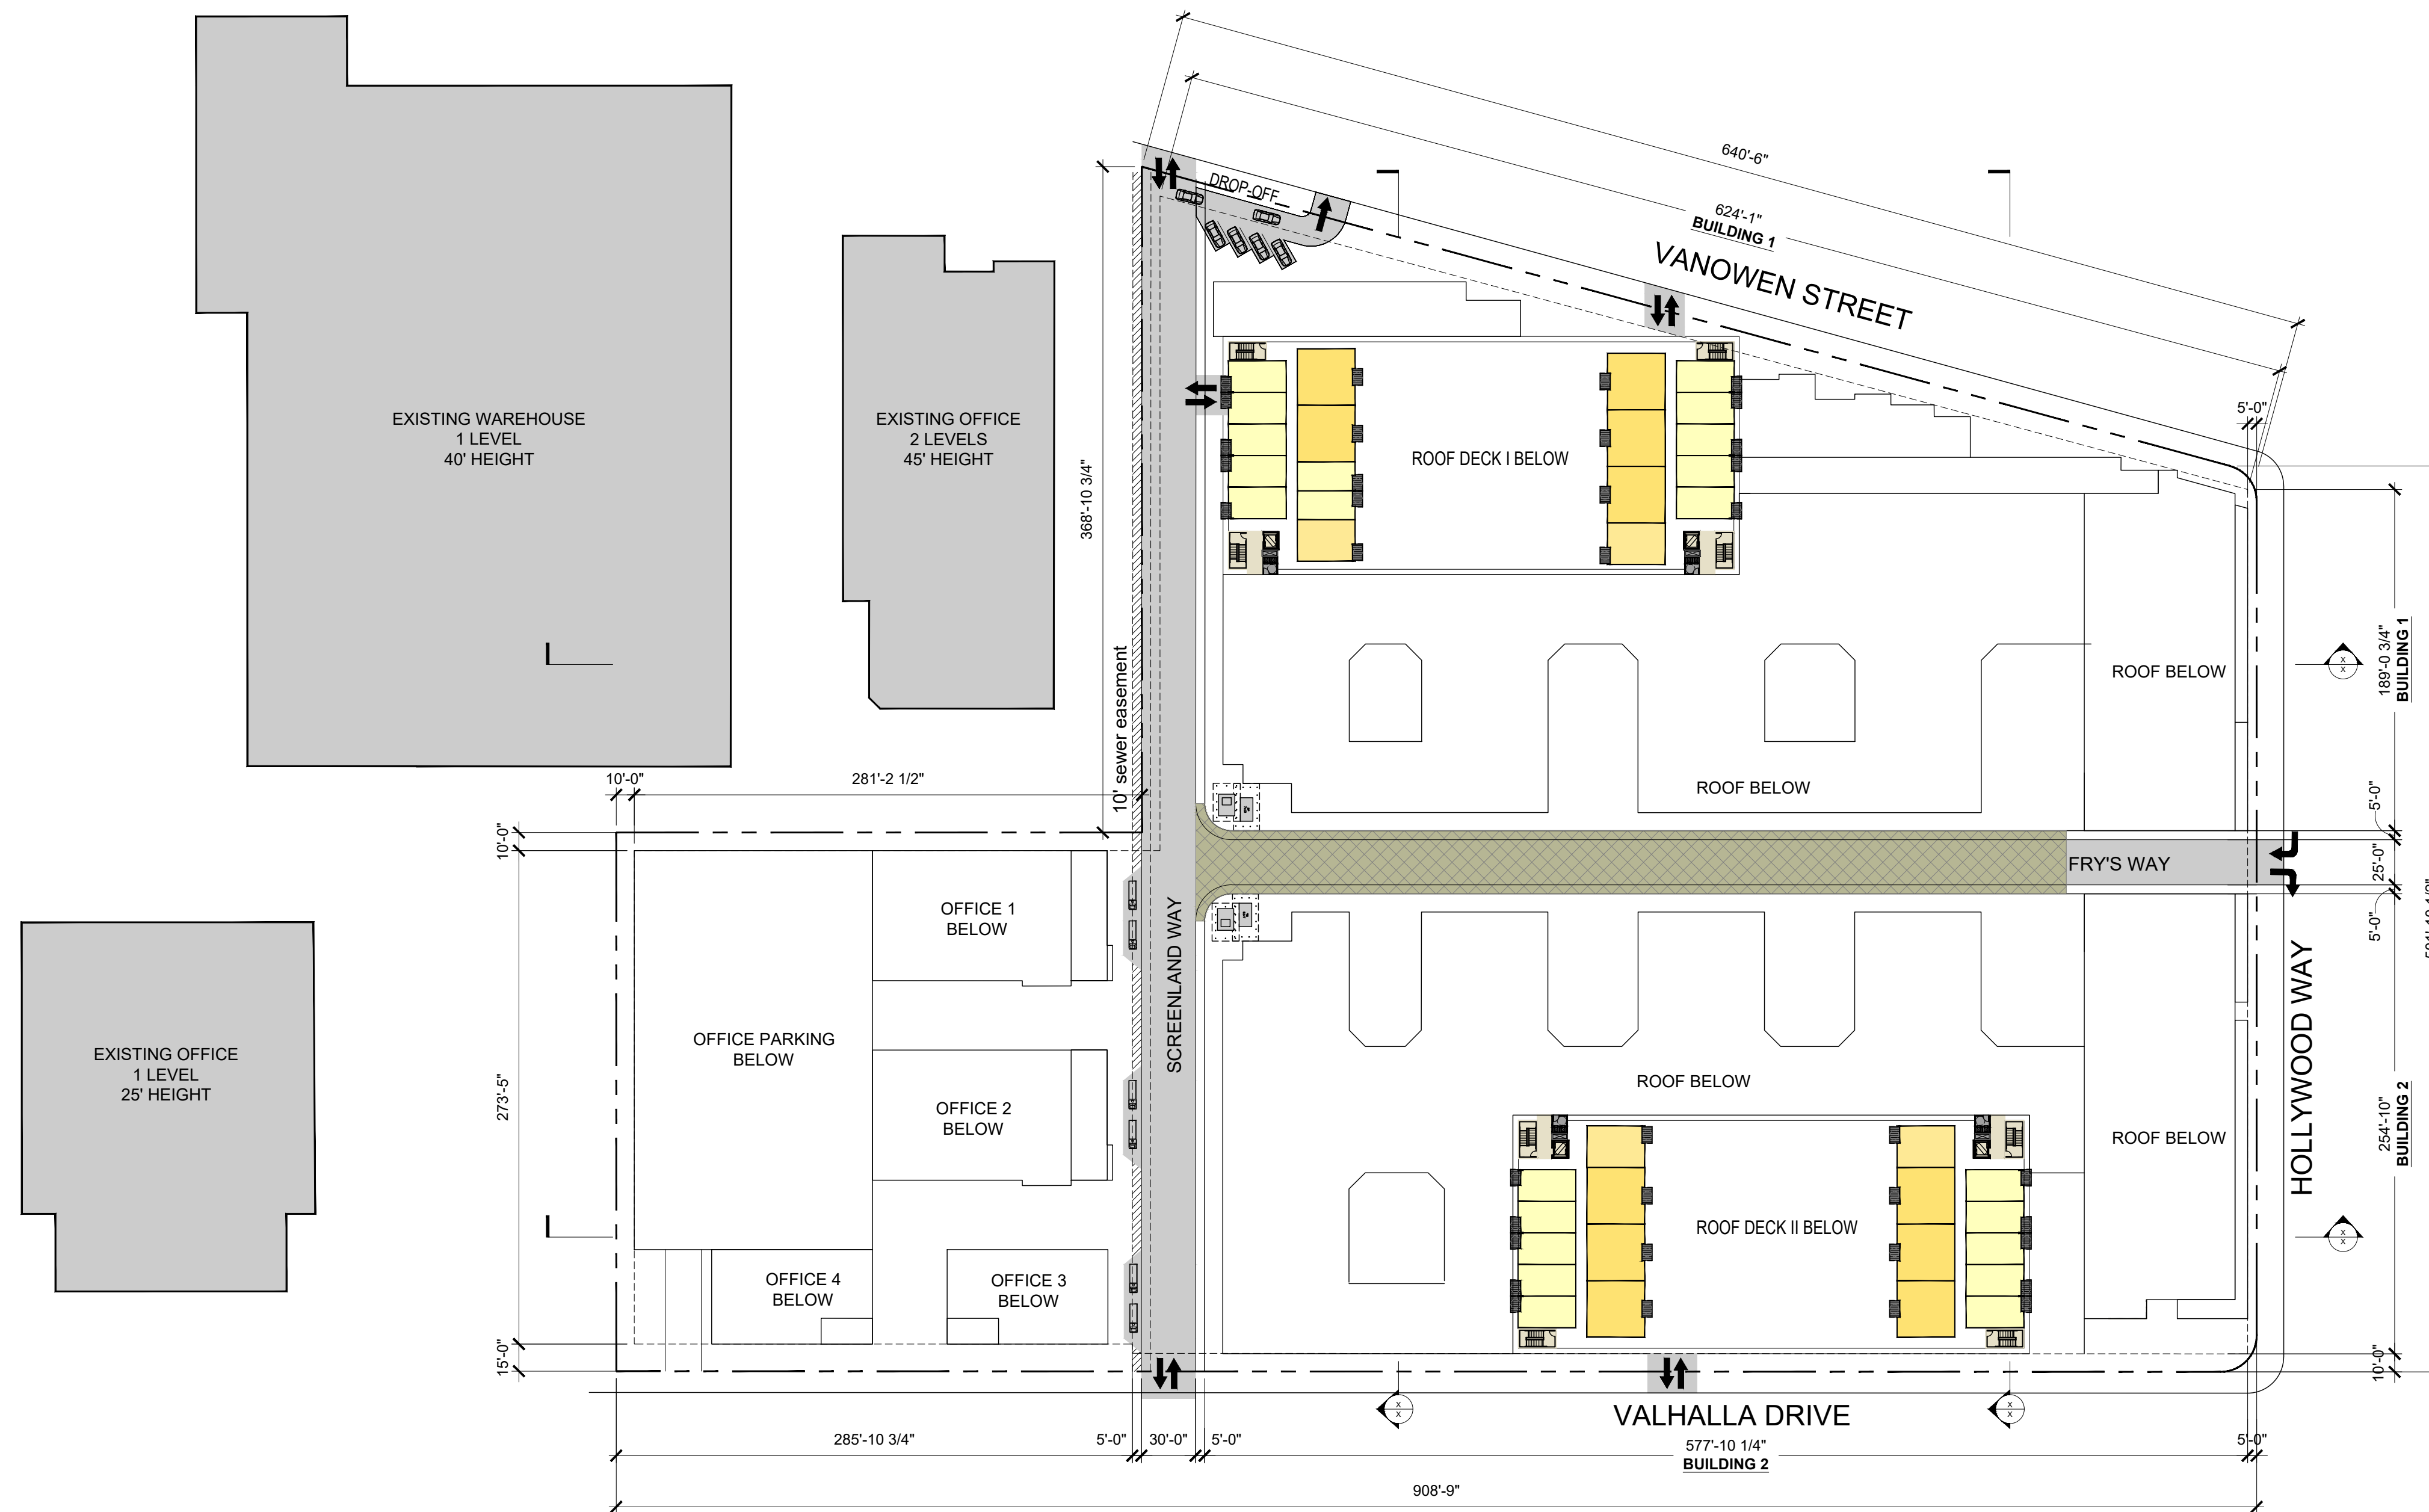 640'-6"
624'-1"
BUILDING 1
VANOWEN STREET
DROP-OFF
5'-0"
EXISTING WAREHOUSE
1 LEVEL
40' HEIGHT
EXISTING OFFICE
2 LEVELS
45' HEIGHT
368'-10 3/4"
10' sewer easement
ROOF DECK I BELOW
ROOF BELOW
X
X
189'-0 3/4"
BUILDING 1
10'-0"
281'-2 1/2"
ROOF BELOW
5'-0"
10'-0"
FRY'S WAY
25'-0"
5'-0"
OFFICE 1
BELOW
SCREENLAND WAY
HOLLYWOOD WAY
EXISTING OFFICE
1 LEVEL
25' HEIGHT
OFFICE PARKING
BELOW
273'-5"
OFFICE 2
BELOW
ROOF BELOW
ROOF BELOW
254'-10"
BUILDING 2
ROOF DECK II BELOW
X
X
OFFICE 4
BELOW
OFFICE 3
BELOW
15'-0"
10'-0"
X
X
X
X
VALHALLA DRIVE
285'-10 3/4"
5'-0"
30'-0"
5'-0"
577'-10 1/4"
BUILDING 2
5'-0"
908'-9"